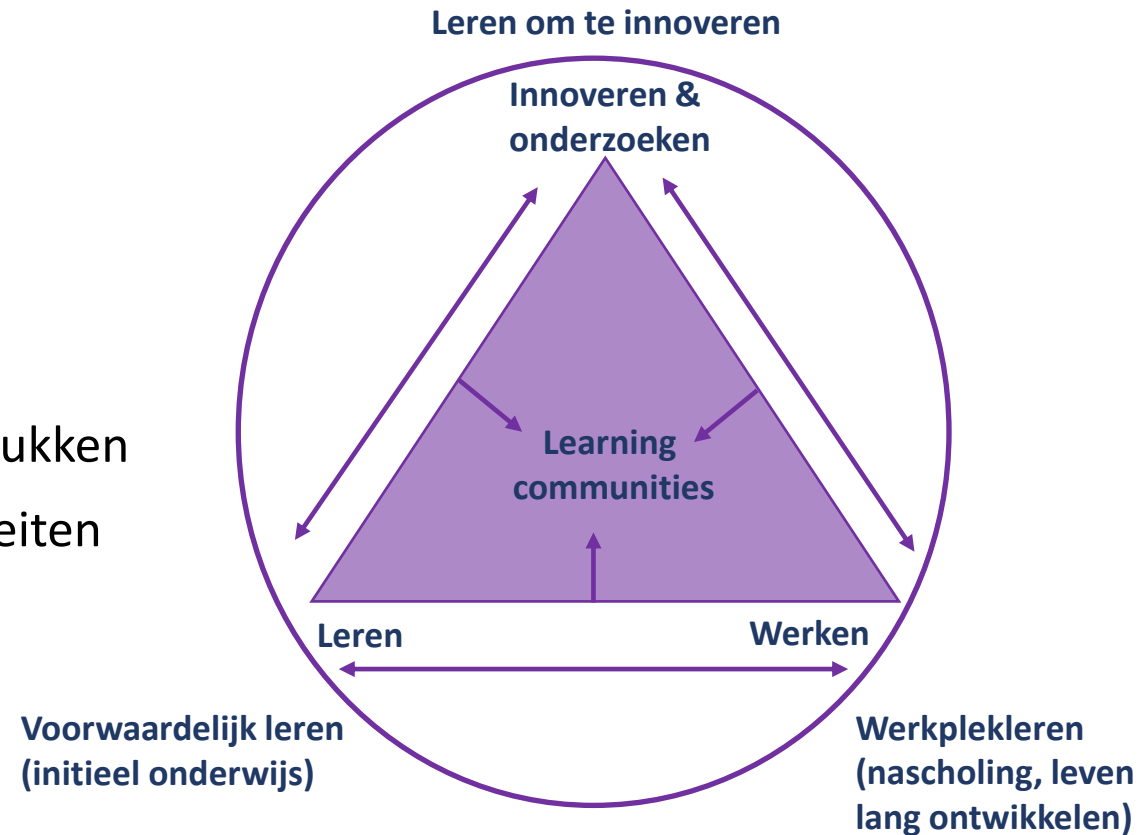 Leren om te innoveren
Innoveren &
onderzoeken
ukken
eiten
Learning
communities
Leren
Werken
Voorwaardelijk leren
(initieel onderwijs)
Werkplekleren
(nascholing, leven
lang ontwikkelen)